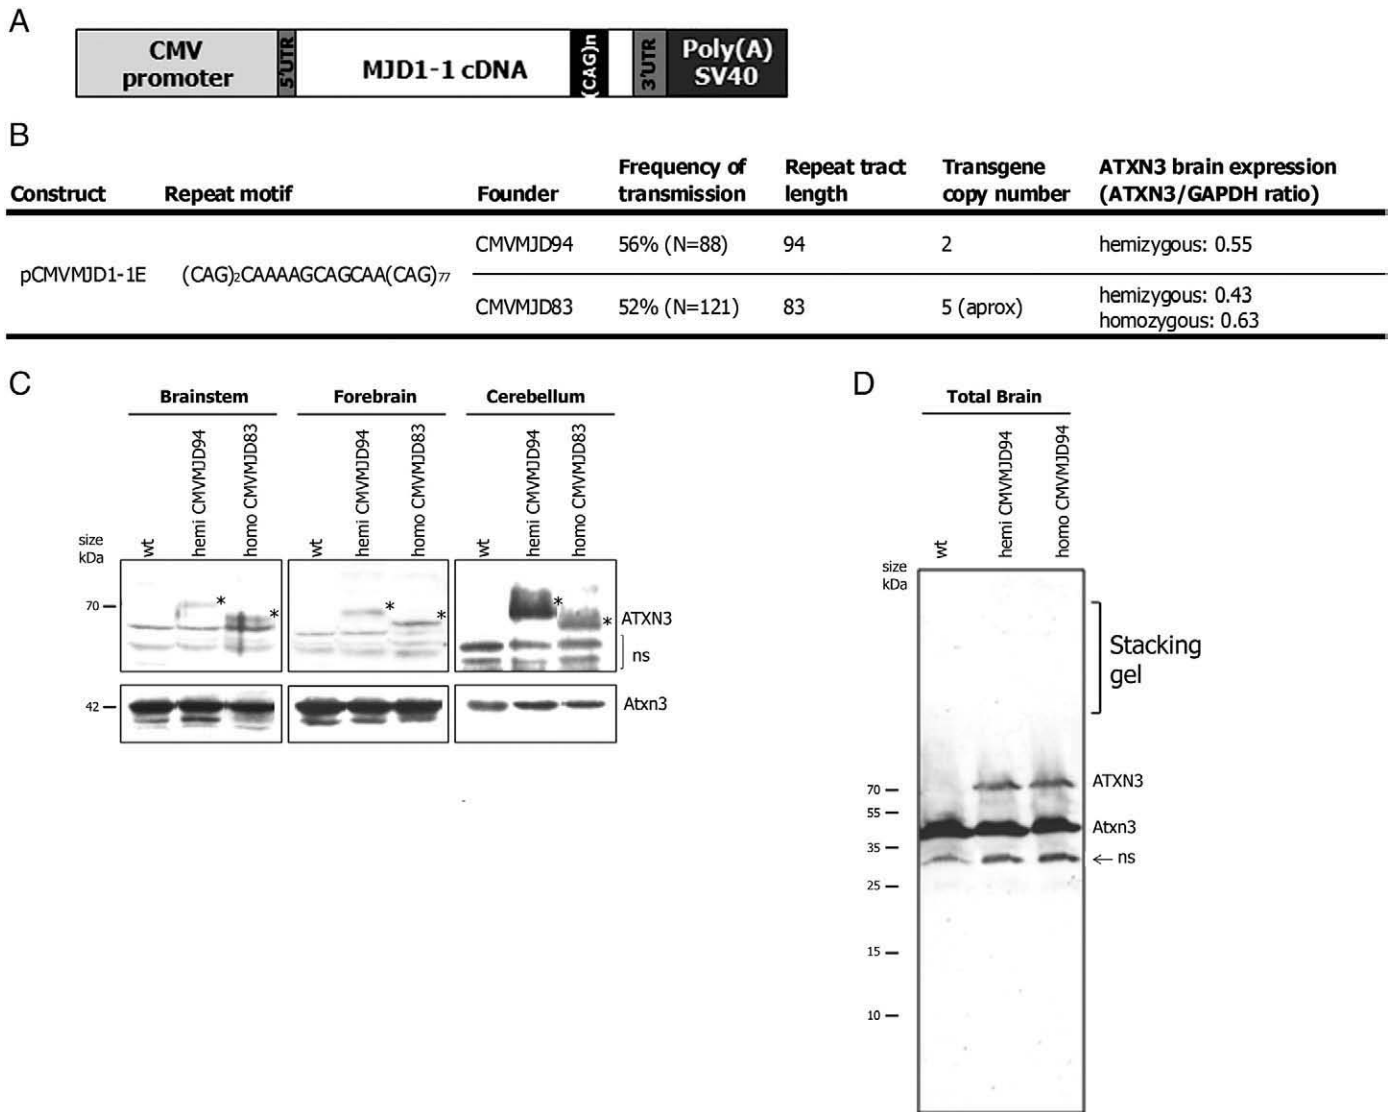 A
CMV
promoter
5'UTR
MJD1-1 cDNA
(CAG)n
3'UTR
Poly(A)
SV40
B
Construct
Repeat motif
Founder
Frequency of
transmission
Repeat tract
length
Transgene
copy number
ATXN3 brain expression
(ATXN3/GAPDH ratio)
pCMVMJD1-1E
(CAG)2CAAAAGCAGCAA(CAG)77
CMVMJD94
56% (N=88)
94
2
hemizygous: 0.55
CMVMJD83
52% (N=121)
83
5 (aprox)
hemizygous: 0.43
homozygous: 0.63
C
Brainstem
Forebrain
Cerebellum
wt
hemi CMVMJD94
homo CMVMJD83
wt
hemi CMVMJD94
homo CMVMJD83
wt
hemi CMVMJD94
homo CMVMJD83
size
kDa
70
*
*
*
*
*
*
ATXN3
ns
42
Atxn3
D
Total Brain
wt
hemi CMVMJD94
homo CMVMJD94
size
kDa
Stacking
gel
70
55
35
25
15
10
ATXN3
Atxn3
← ns